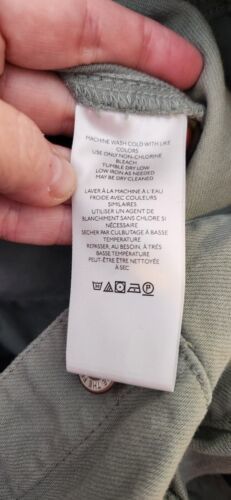 MACHINE WASH COLD WITH LIKE
COLORS
USE ONLY NON-CHLORINE
BLEACH
TUMBLE DRY LOW
LOW IRON AS NEEDED
MAY BE DRY CLEANED
LAVER À LA MACHINE À L'EAU
FROIDE AVEC COULEURS
SIMILAIRES
UTILISER UN AGENT DE
BLANCHIMENT SANS CHLORE SI
NÉCESSAIRE
SECHER PAR CULBUTAGE À BASSE
TEMPERATURE
REPASSER, AU BESOIN, À TRÈS
BASSE TEMPÉRATURE
PEUT-ÊTRE ÊTRE NETTOYÉE
À SEC
P